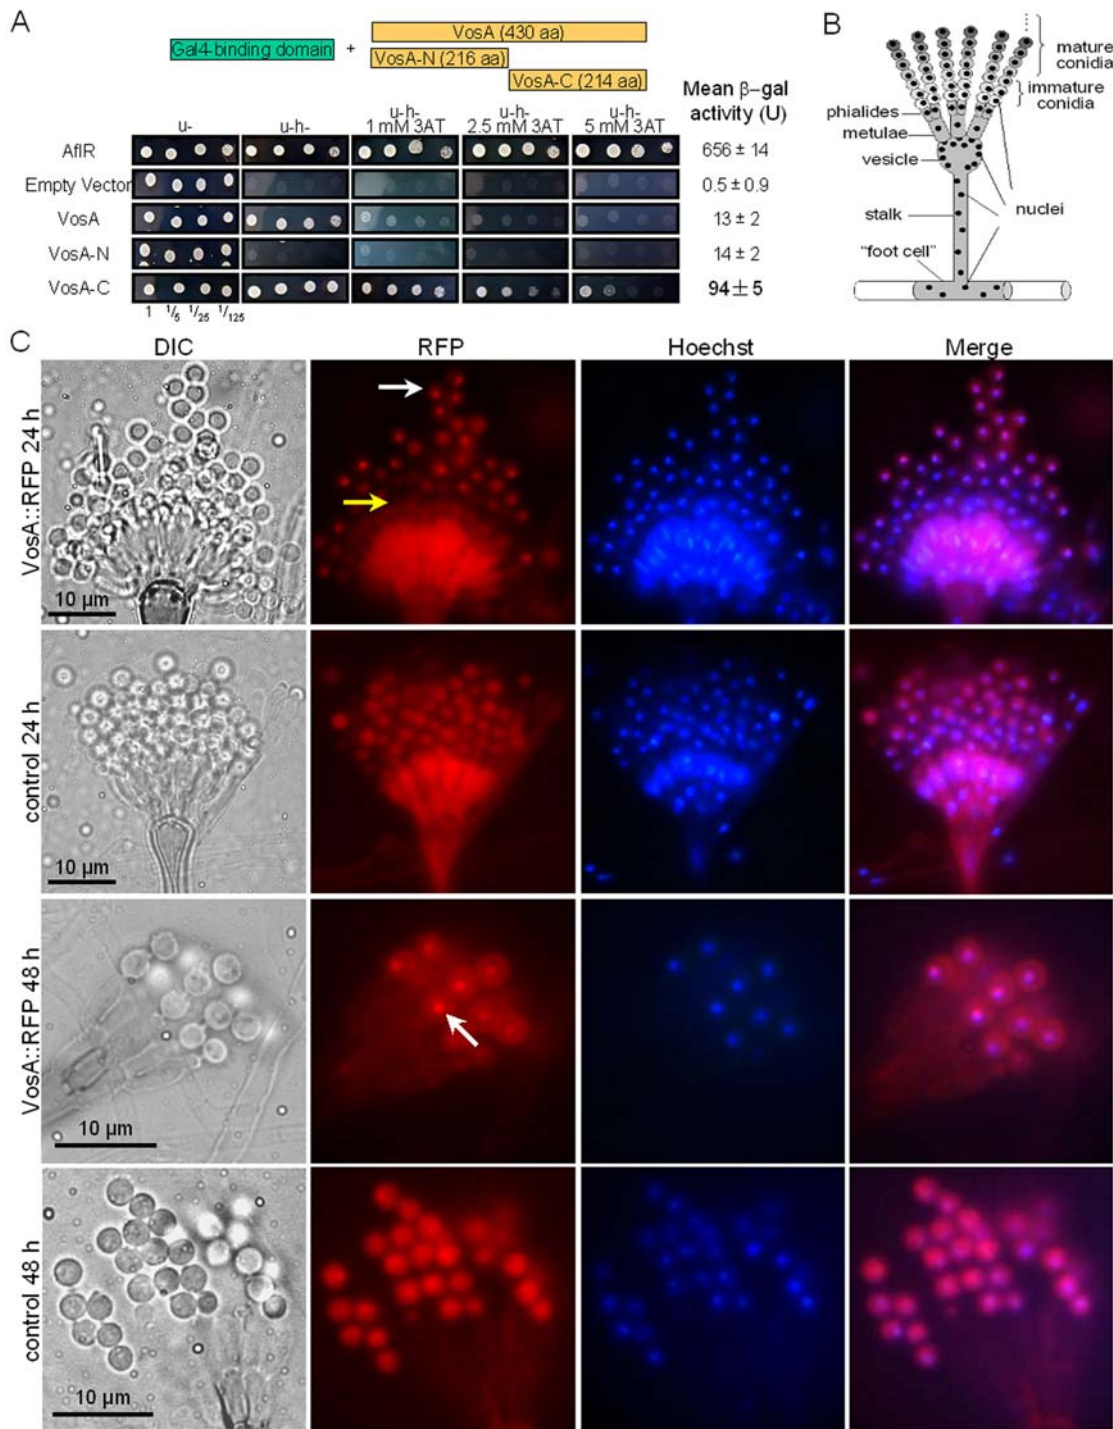 A
Gal4-binding domain
+
VosA (430 aa)
VosA-N (216 aa)
VosA-C (214 aa)
u-
u-h-
u-h-
1 mM 3AT
u-h-
2.5 mM 3AT
u-h-
5 mM 3AT
Mean β-gal
activity (U)
AflR
656 ± 14
Empty Vector
0.5 ± 0.9
VosA
13 ± 2
VosA-N
14 ± 2
VosA-C
94 ± 5
1 1/5 1/25 1/125
B
mature
conidia
immature
conidia
phialides
metulae
vesicle
stalk
nuclei
"foot cell"
C
DIC
RFP
Hoechst
Merge
VosA::RFP 24 h
10 µm
control 24 h
10 µm
VosA::RFP 48 h
10 µm
control 48 h
10 µm